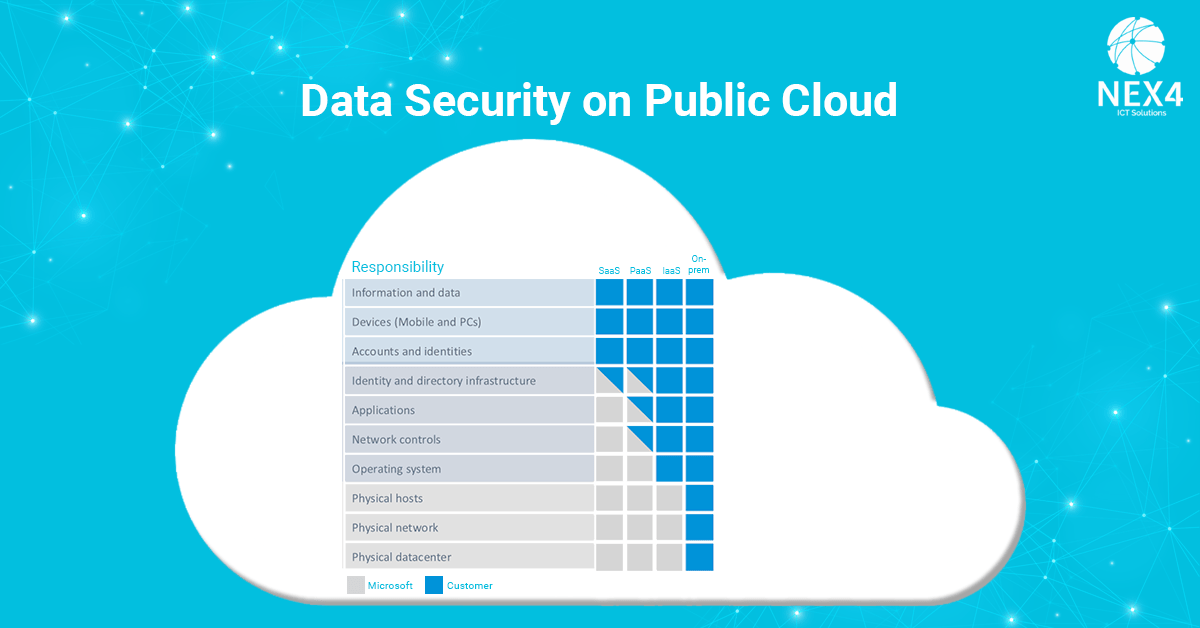 NEX4
ICT Solutions
Data Security on Public Cloud
Responsibility
SaaS PaaS IaaS On-
prem
Information and data
Devices (Mobile and PCs)
Accounts and identities
Identity and directory infrastructure
Applications
Network controls
Operating system
Physical hosts
Physical network
Physical datacenter
Microsoft Customer